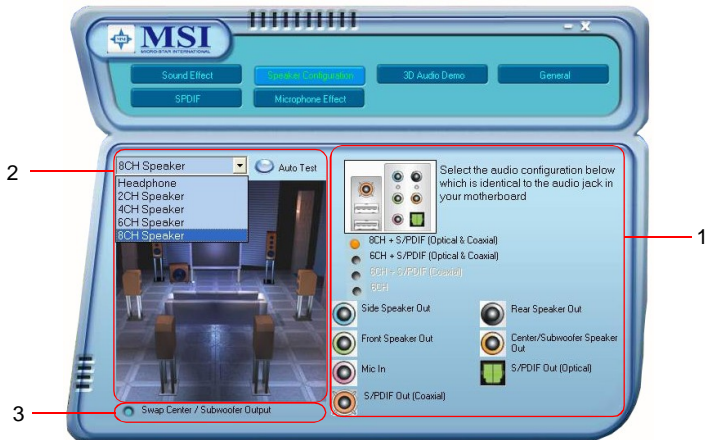 MSI
MICRO-STAR INTERNATIONAL
- X
Sound Effect
Speaker Configuration
3D Audio Demo
General
SPDIF
Microphone Effect
2
8CH Speaker
Auto Test
Headphone
2CH Speaker
4CH Speaker
6CH Speaker
8CH Speaker
Select the audio configuration below
which is identical to the audio jack in
your motherboard
1
8CH + S/PDIF (Optical & Coaxial)
6CH + S/PDIF (Optical & Coaxial)
6CH + S/PDIF (Coaxial)
6CH
Side Speaker Out
Rear Speaker Out
Front Speaker Out
Center/Subwoofer Speaker
Out
Mic In
S/PDIF Out (Optical)
S/PDIF Out (Coaxial)
3
Swap Center / Subwoofer Output